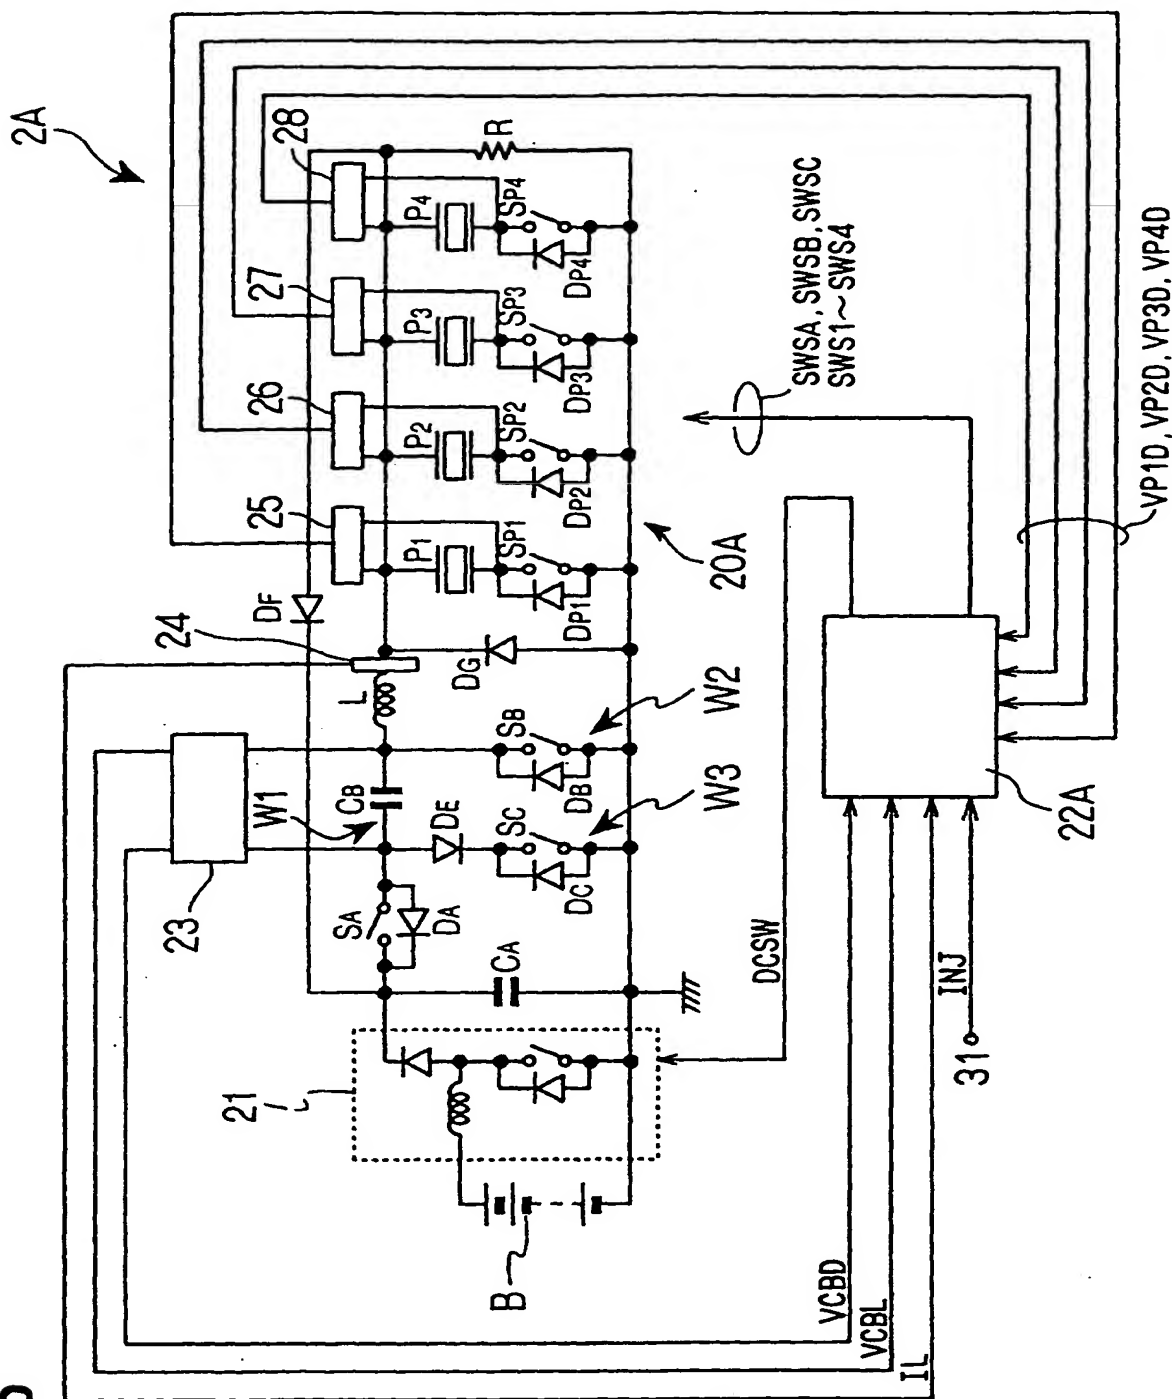 2A
28
R
P4
SP4
DP4
27
P3
SP3
DP3
26
P2
SP2
DP2
25
P1
SP1
DP1
SWSA, SWSB, SWSC
SWS1~SWS4
VP1D, VP2D, VP3D, VP4D
20A
DF
24
L
DG
W2
23
W1
CB
SB
DB
W3
DE
SC
DC
SA
DA
CA
22A
DCSW
INJ
31
21
B
VCBD
VCBL
IL